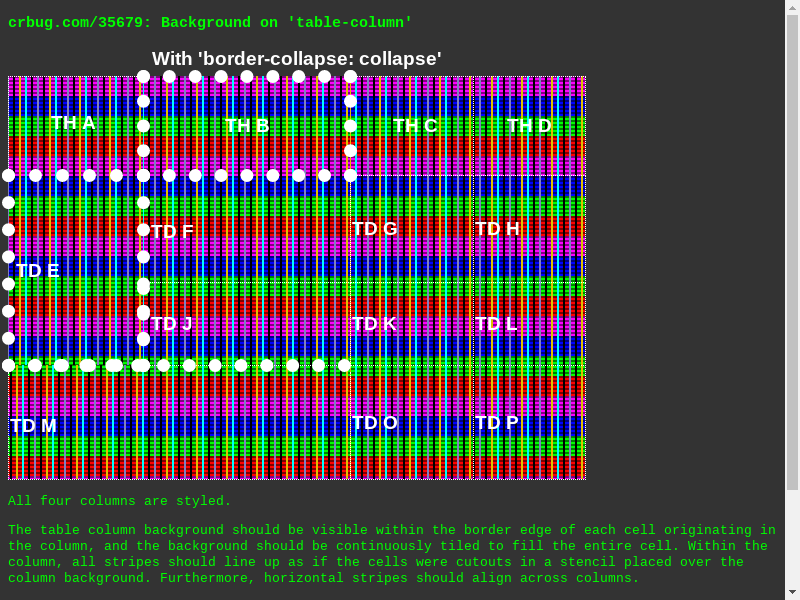 crbug.com/35679: Background on 'table-column'
With 'border-collapse: collapse'
TH A TH B TH C TH D
TD F TD G TD H
TD E
TD J TD K TD L
TD M TD O TD P
All four columns are styled.
The table column background should be visible within the border edge of each cell originating in
the column, and the background should be continuously tiled to fill the entire cell. Within the
column, all stripes should line up as if the cells were cutouts in a stencil placed over the
column background. Furthermore, horizontal stripes should align across columns.